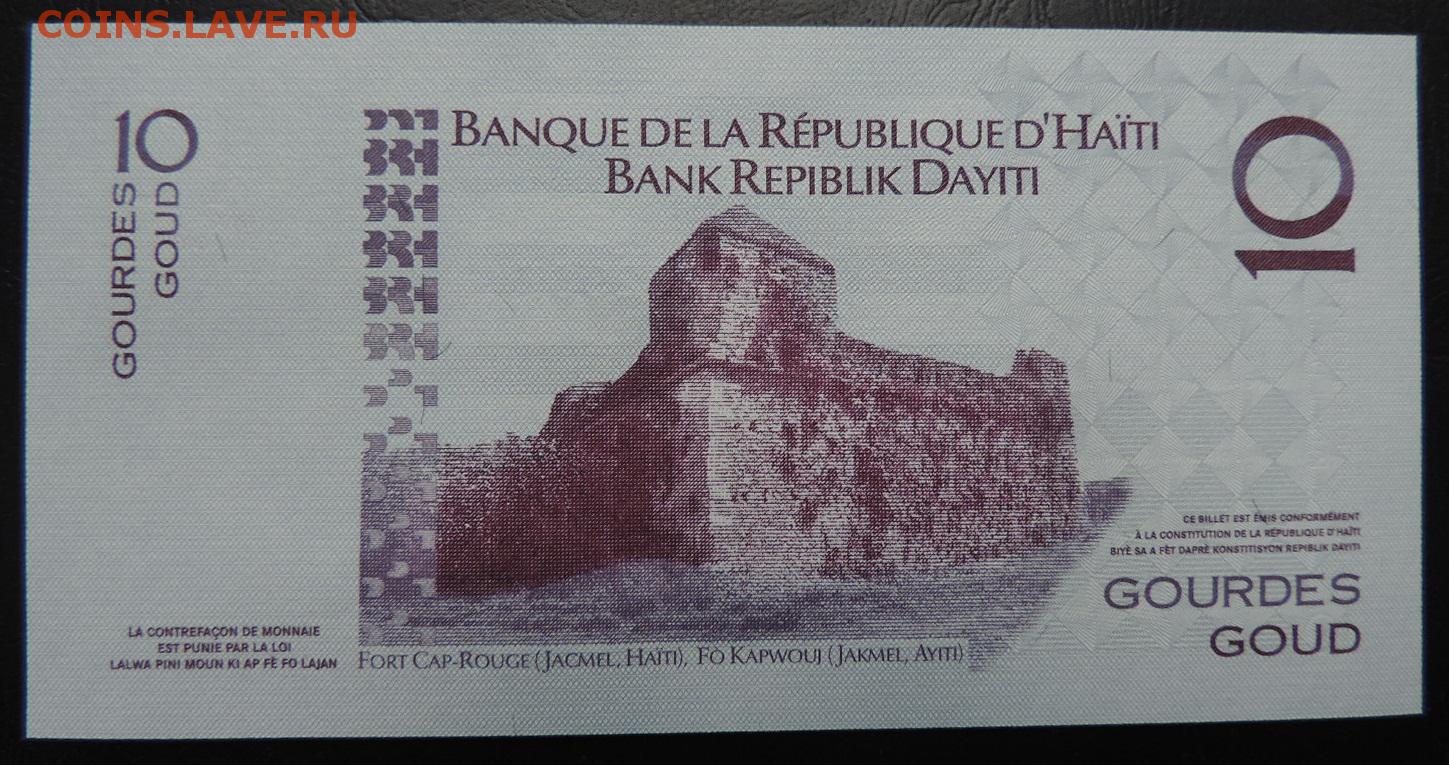 COINS.LAVE.RU
10
GOURDES
GOUD
BANQUE DE LA RÉPUBLIQUE D'HAÏTI
BANK REPIBLIK DAYITI
10
CE BILLET EST ÉMIS CONFORMÉMENT
À LA CONSTITUTION DE LA RÉPUBLIQUE D'HAÏTI
BIYÈ SA A FÈT DAPRÈ KONSTITISYON REPIBLIK DAYITI
GOURDES
GOUD
LA CONTREFAÇON DE MONNAIE
EST PUNIE PAR LA LOI
LALWA PINI MOUN KI AP FÈ FO LAJAN
FORT CAP-ROUGE (JACMEL, HAÏTI), FÒ KAPWOUJ (JAKMEL, AYITI)